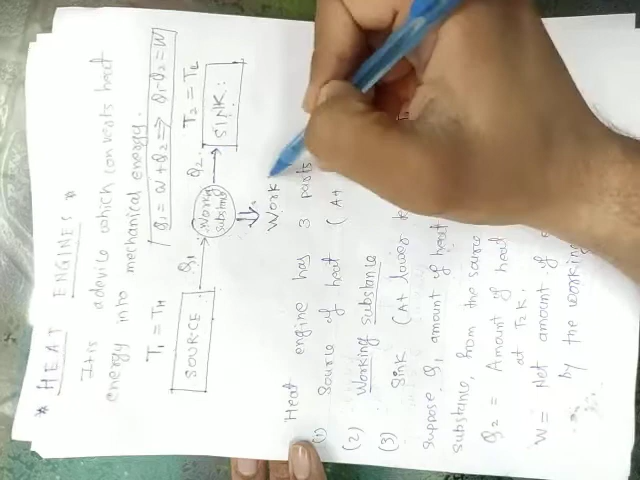 * HEAT ENGINES *
It is a device which converts heat
energy into mechanical energy.
Q1 = W + Q2 ⇒ Q1 - Q2 = W
T1 = TH
T2 = TL
SOURCE
Q1
Working
substance
Q2
SINK
Work
Heat engine has 3 parts
(1) Source of heat (At
(2) Working substance
(3) Sink (At lower
suppose Q1 amount of heat
substance, from the source
Q2 = Amount of heat
at T2 K.
W = Net amount of
by the working